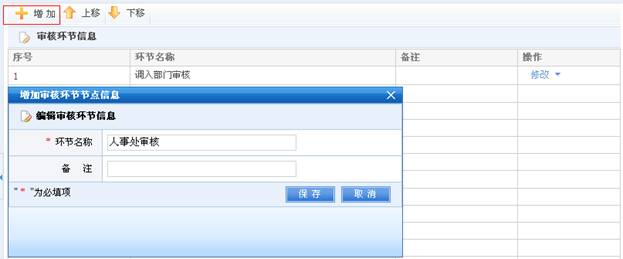 增加 上移 下移
审核环节信息
序号 环节名称 备注 操作
1 调入部门审核 修改
增加审核环节节点信息
编辑审核环节信息
* 环节名称 人事处审核
备 注
" * "为必填项 保存 取消